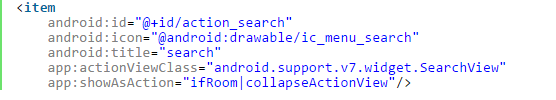 <item
android:id="@+id/action_search"
android:icon="@android:drawable/ic_menu_search"
android:title="search"
app:actionViewClass="android.support.v7.widget.SearchView"
app:showAsAction="ifRoom|collapseActionView"/>